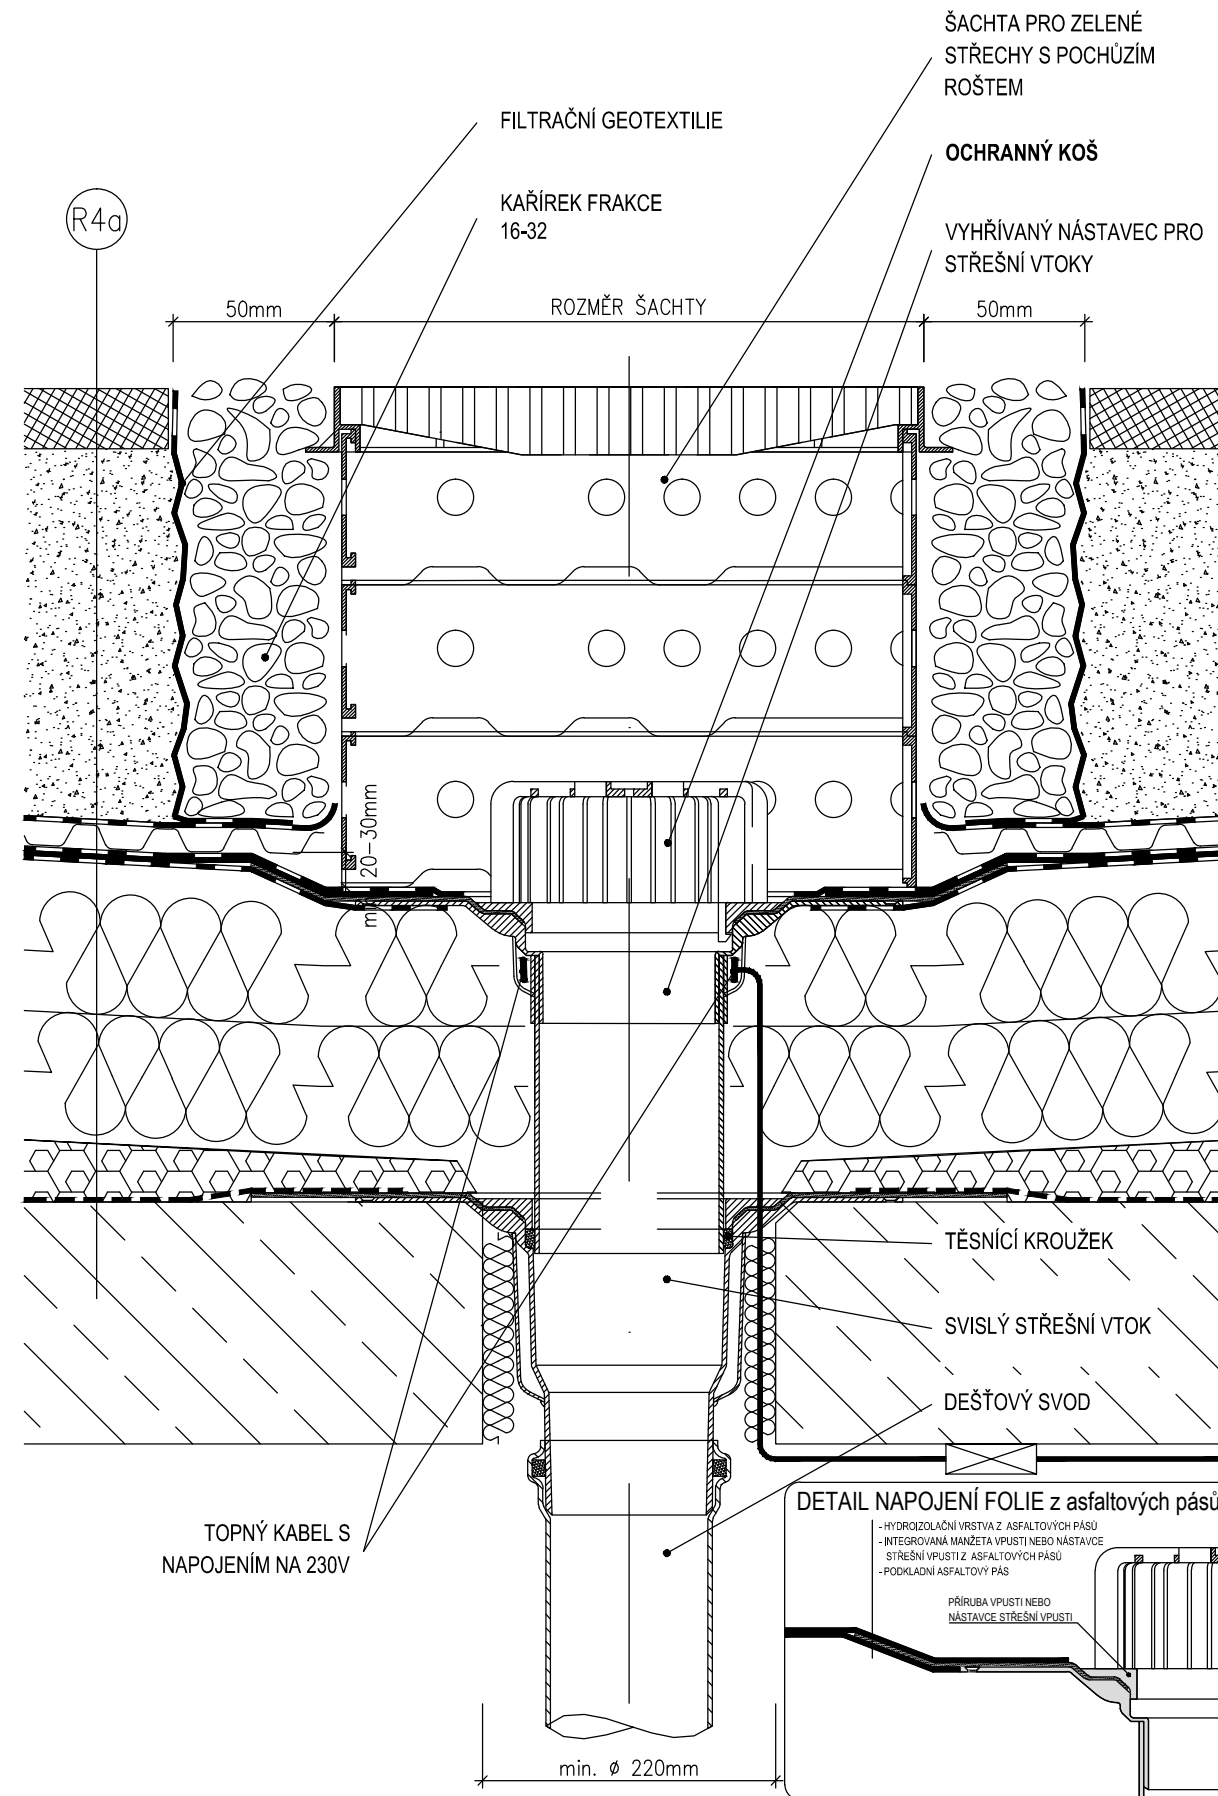 ŠACHTA PRO ZELENÉ
STŘECHY S POCHŮZÍM
ROŠTEM
FILTRAČNÍ GEOTEXTILIE
OCHRANNÝ KOŠ
KAŘÍREK FRAKCE
16-32
R4a
VYHŘÍVANÝ NÁSTAVEC PRO
STŘEŠNÍ VTOKY
50mm
ROZMĚR ŠACHTY
50mm
min. 20-30mm
TĚSNÍCÍ KROUŽEK
SVISLÝ STŘEŠNÍ VTOK
DEŠŤOVÝ SVOD
TOPNÝ KABEL S
NAPOJENÍM NA 230V
DETAIL NAPOJENÍ FOLIE z asfaltových pásů
- HYDROIZOLAČNÍ VRSTVA Z ASFALTOVÝCH PÁSŮ
- INTEGROVANÁ MANŽETA VPUSTI NEBO NÁSTAVCE
STŘEŠNÍ VPUSTI Z ASFALTOVÝCH PÁSŮ
- PODKLADNÍ ASFALTOVÝ PÁS
PŘÍRUBA VPUSTI NEBO
NÁSTAVCE STŘEŠNÍ VPUSTI
min. ϕ 220mm